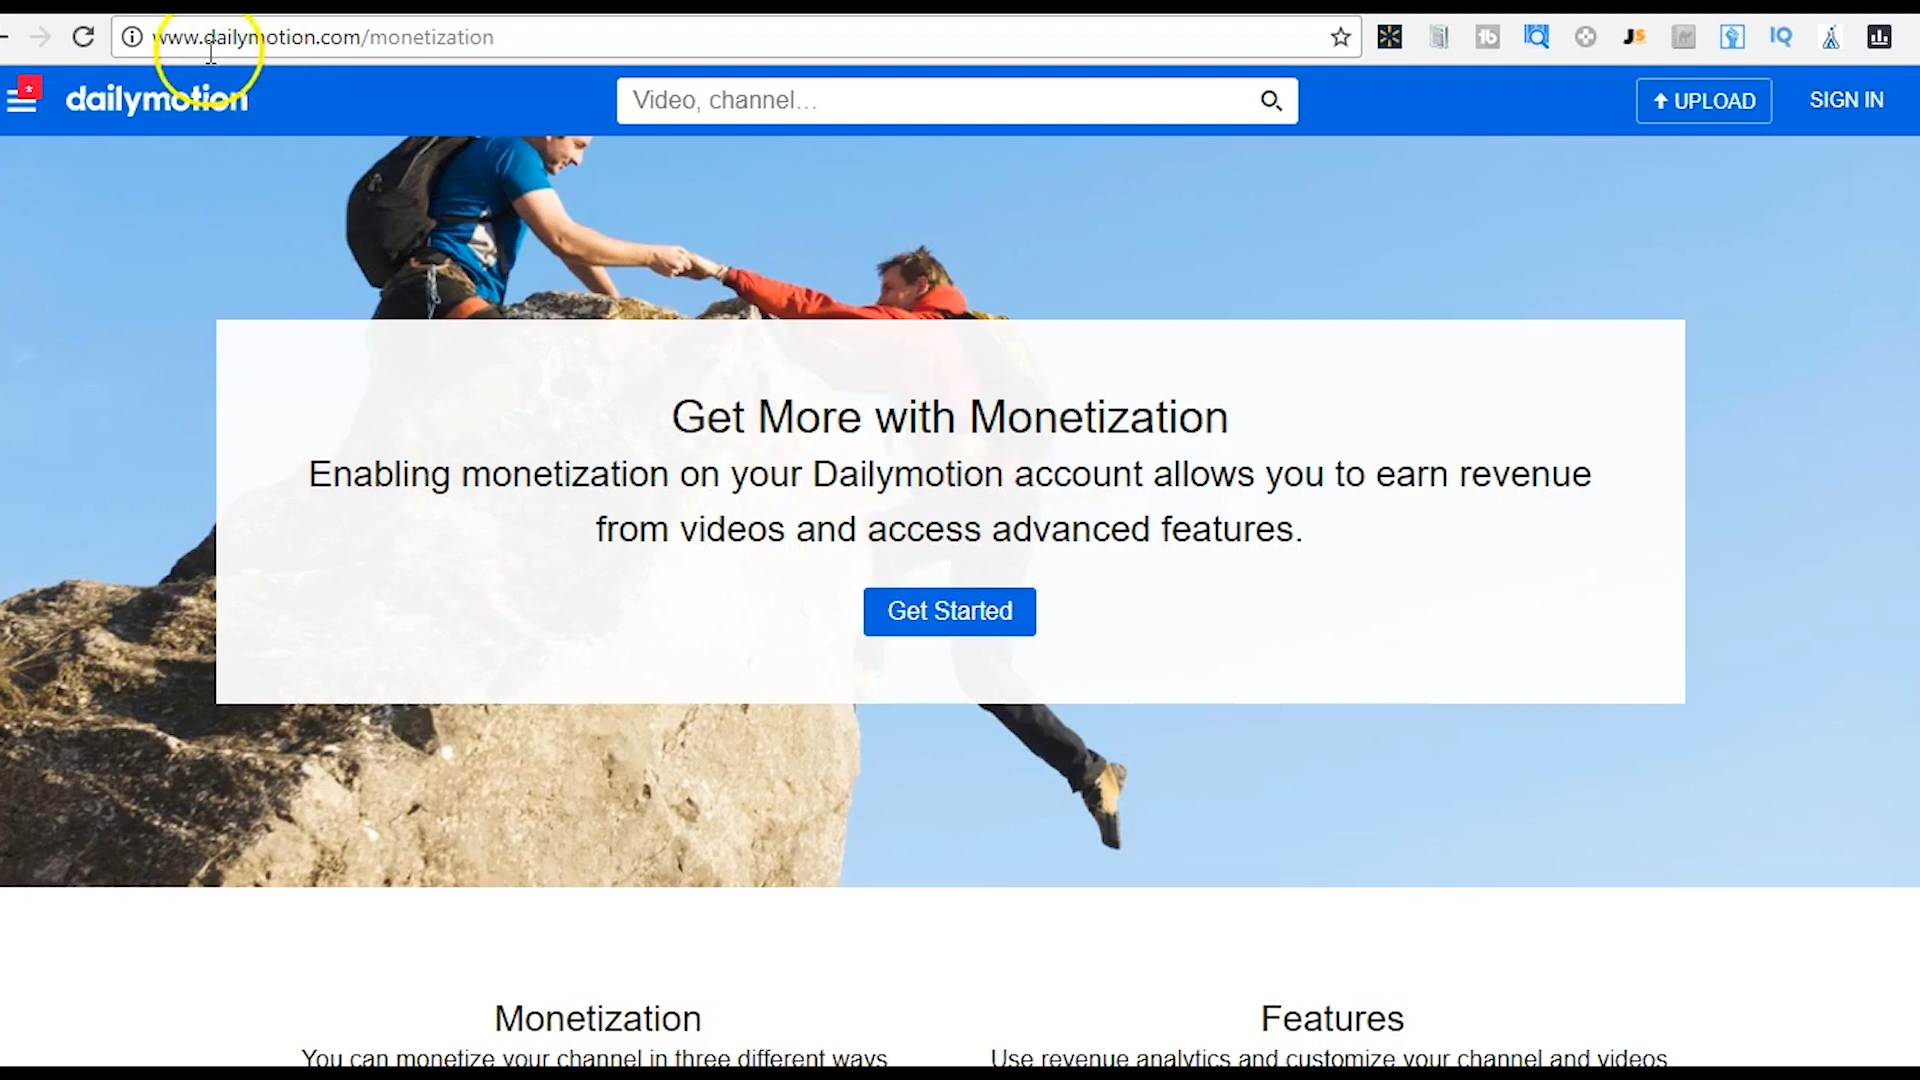 www.dailymotion.com/monetization
dailymotion
Video, channel...
UPLOAD
SIGN IN
Get More with Monetization
Enabling monetization on your Dailymotion account allows you to earn revenue
from videos and access advanced features.
Get Started
Monetization
Features
You can monetize your channel in three different ways
Use revenue analytics and customize your channel and videos